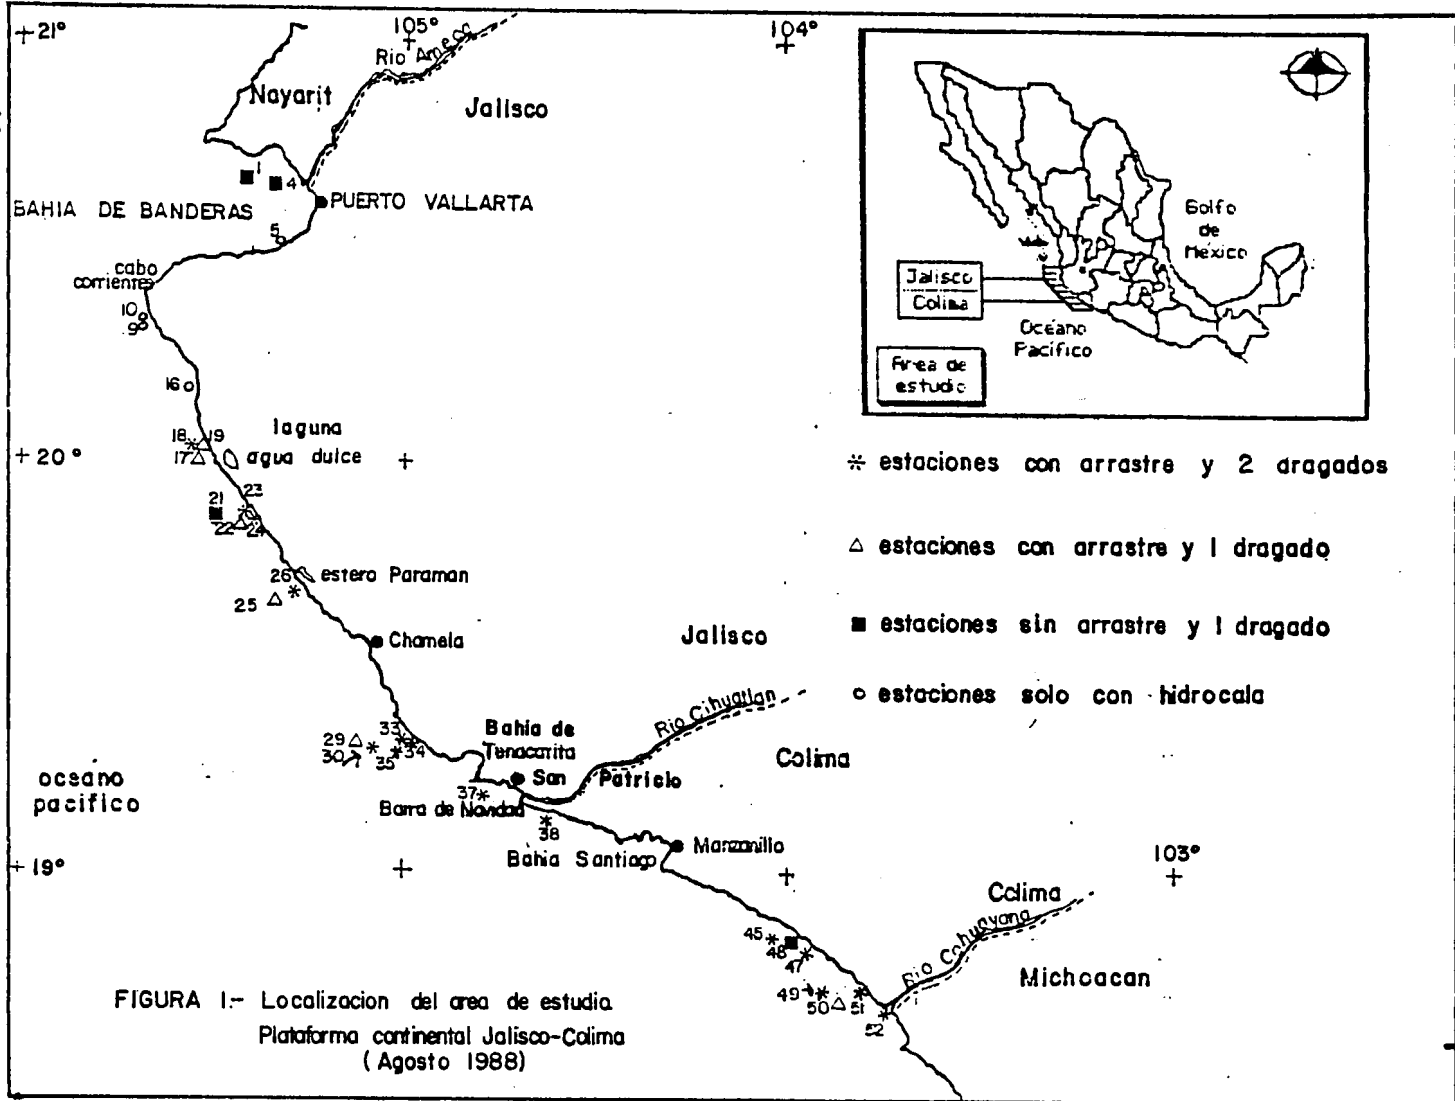 21°
105°
104°
Rio Ameca
Nayarit
Jalisco
1
4
PUERTO VALLARTA
BAHIA DE BANDERAS
5
cabo
corrientes
10
9
16
18
19
17
laguna
agua dulce
20°
21
23
22
24
26
estero Paraman
25
Chamela
Jalisco
Rio Cihuatlan
Colima
29
30
33
34
35
Bahia de
Tenacatita
San Patricio
37
Barra de Navidad
38
oceano
pacifico
Bahia Santiago
Manzanillo
19°
103°
Colima
Rio Cohuayana
Michoacan
45
48
47
49
50
51
52
Golfo
de
México
Jalisco
Colima
Océano
Pacífico
Area de
estudio
estaciones con arrastre y 2 dragados
estaciones con arrastre y 1 dragado
estaciones sin arrastre y 1 dragado
estaciones solo con hidrocala
FIGURA 1.- Localizacion del area de estudio
Plataforma continental Jalisco-Colima
(Agosto 1988)